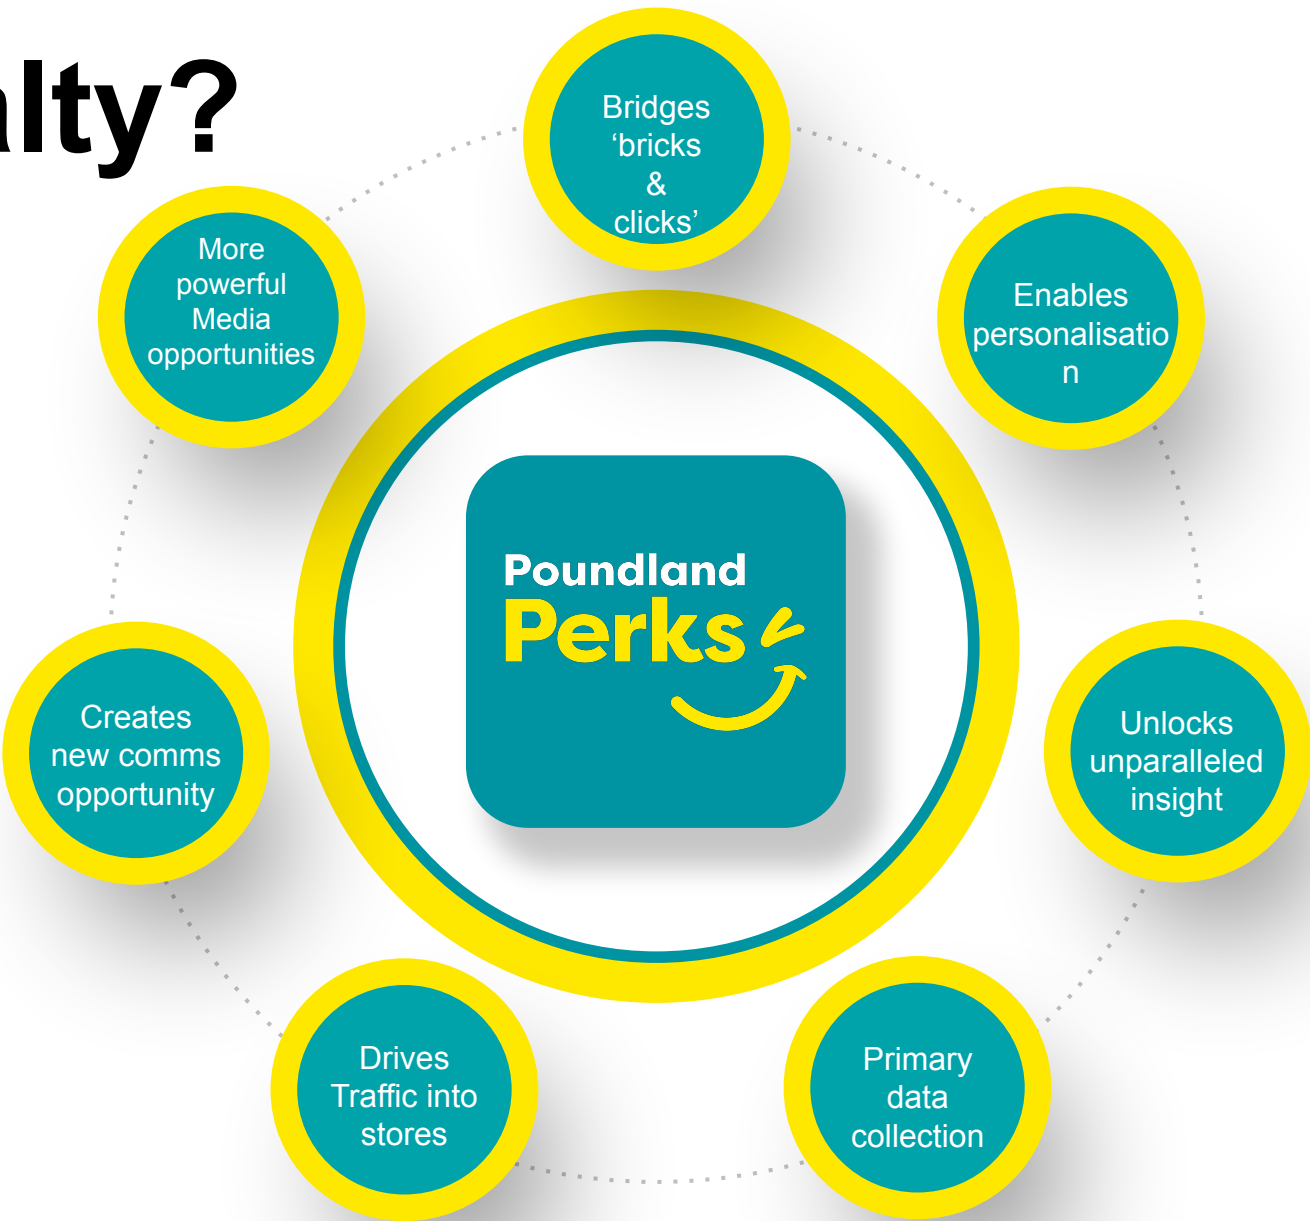 alty?
Bridges
‘bricks
&
clicks’
More
powerful
Media
opportunities
Enables
personalisatio
n
Poundland
Perks
Creates
new comms
opportunity
Unlocks
unparalleled
insight
Drives
Traffic into
stores
Primary
data
collection